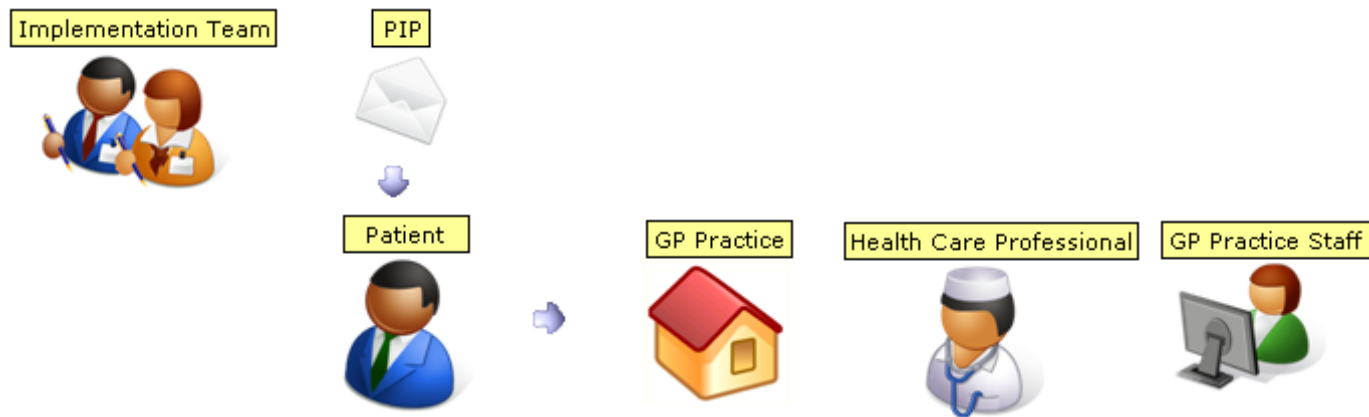 Implementation Team
PIP
Patient
GP Practice
Health Care Professional
GP Practice Staff